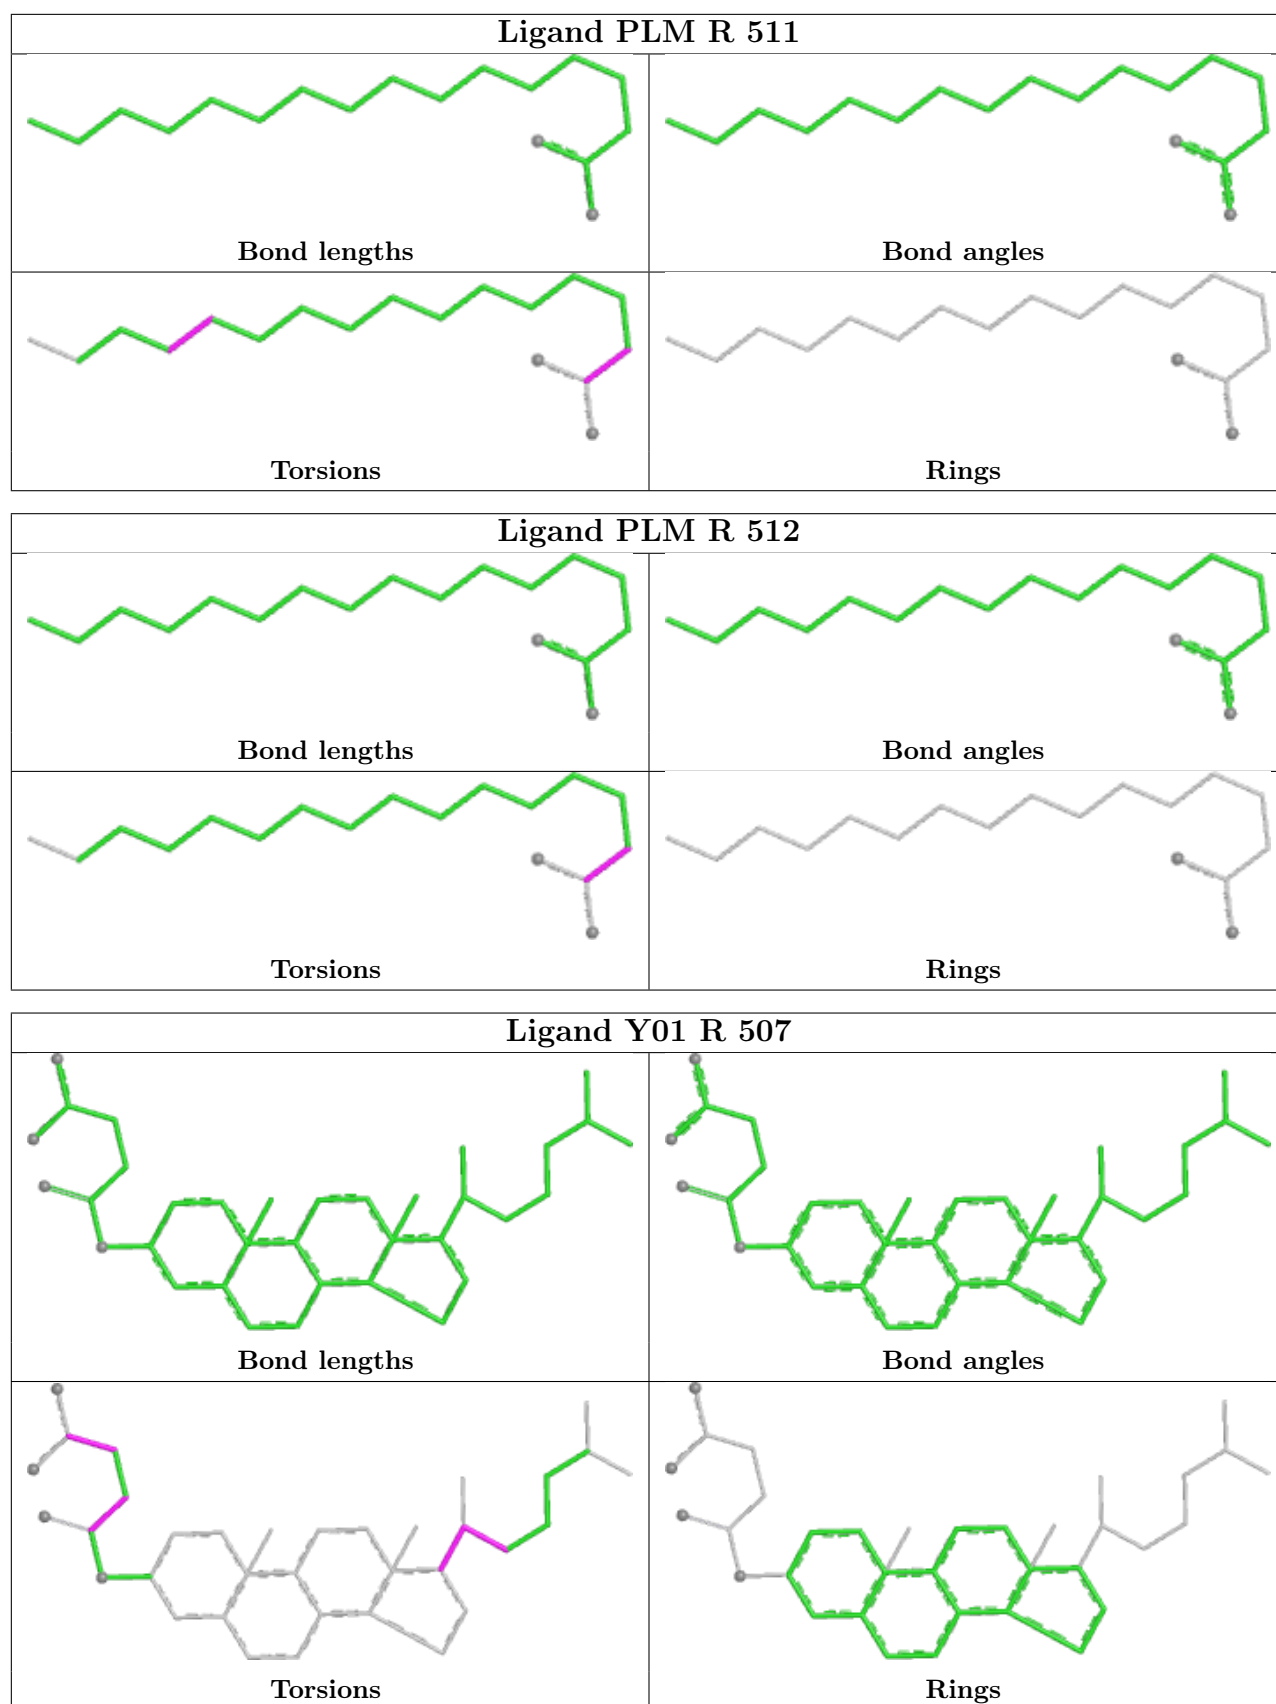 Ligand PLM R 511
Bond lengths
Bond angles
Torsions
Rings
Ligand PLM R 512
Bond lengths
Bond angles
Torsions
Rings
Ligand Y01 R 507
Bond lengths
Bond angles
Torsions
Rings